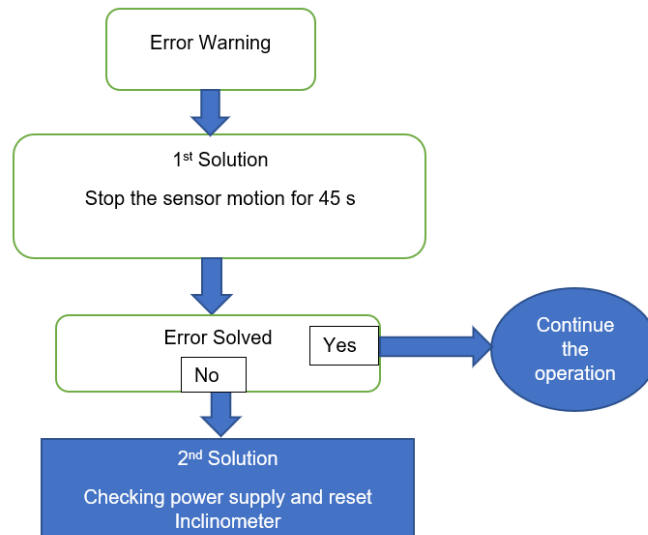 Error Warning
1st Solution
Stop the sensor motion for 45 s
Error Solved
Yes
No
Continue
the
operation
2nd Solution
Checking power supply and reset
Inclinometer